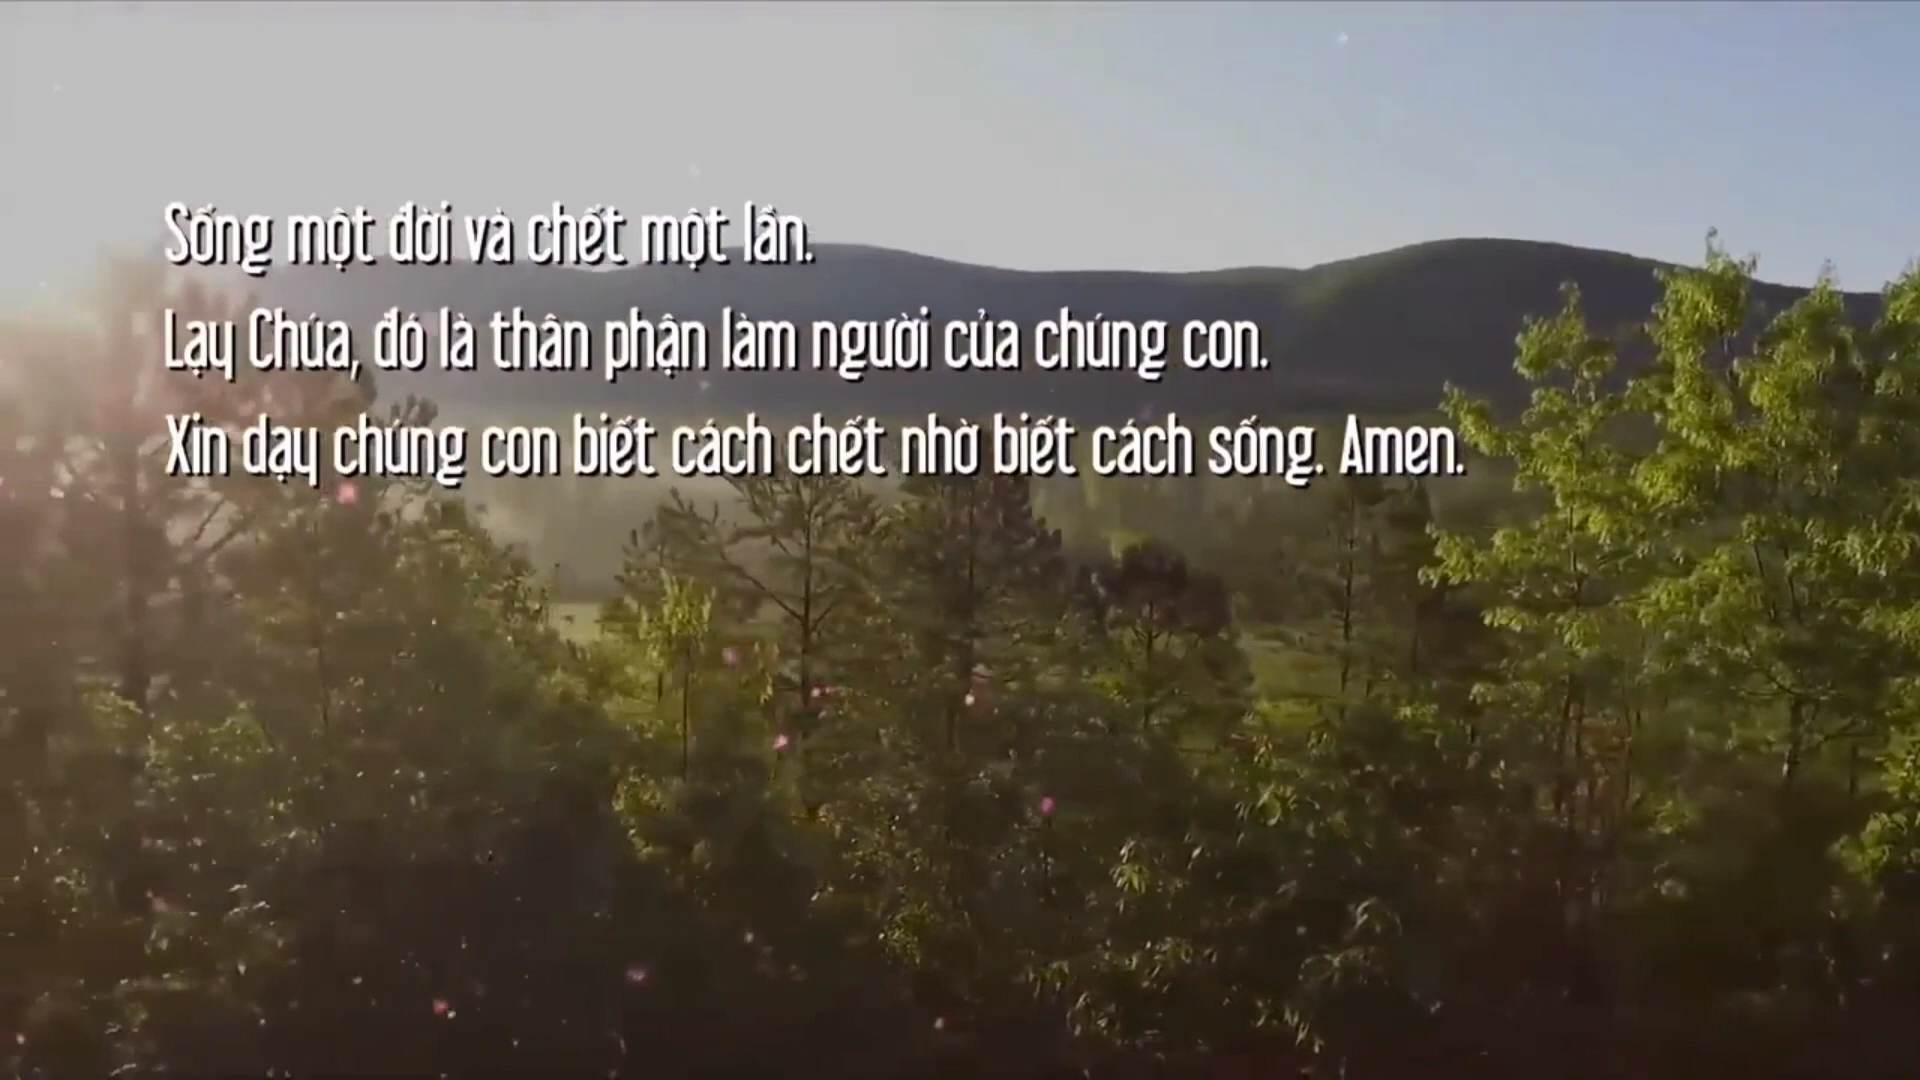 Sống một đời và chết một lần.
Lạy Chúa, đó là thân phận làm người của chúng con.
Xin dạy chúng con biết cách chết nhờ biết cách sống. Amen.